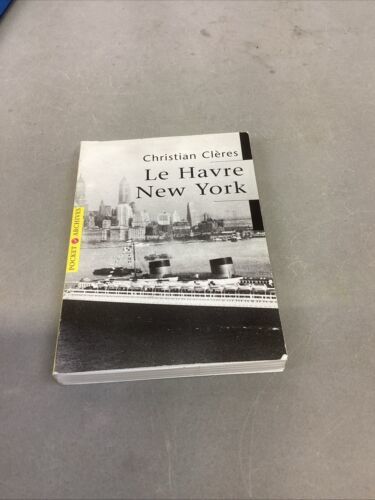 Christian Clères
Le Havre
New York
POCKET ARCHIVES